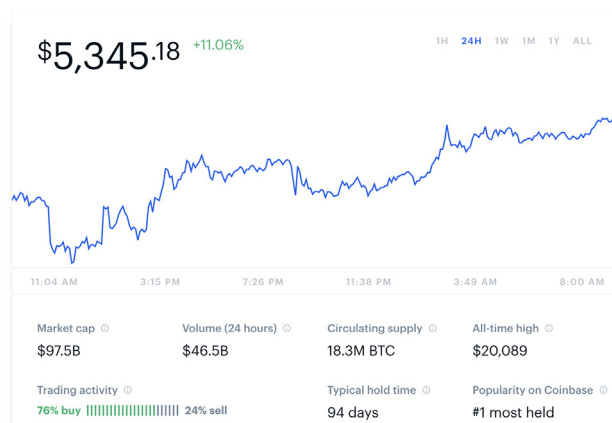 $5,345.18 +11.06%
1H 24H 1W 1M 1Y ALL
11:04 AM 3:15 PM 7:26 PM 11:38 PM 3:49 AM 8:00 AM
Market cap Volume (24 hours) Circulating supply All-time high
$97.5B $46.5B 18.3M BTC $20,089
Trading activity Typical hold time Popularity on Coinbase
76% buy 24% sell 94 days #1 most held